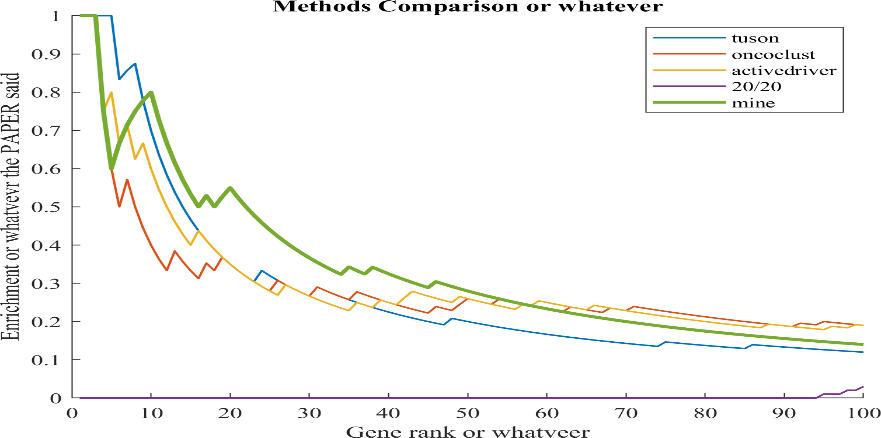 Methods Comparison or whatever
Enrichment or whatvevr the PAPER said
1
0.9
0.8
0.7
0.6
0.5
0.4
0.3
0.2
0.1
0
tuson
oncoclust
activedriver
20/20
mine
0 10 20 30 40 50 60 70 80 90 100
Gene rank or whatveer